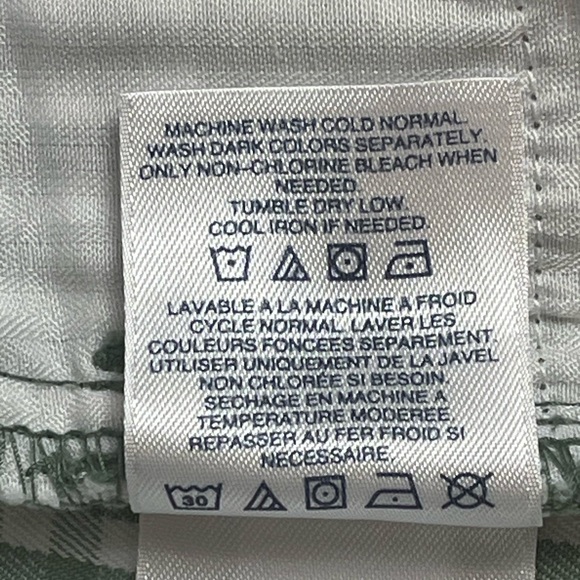 MACHINE WASH COLD NORMAL.
WASH DARK COLORS SEPARATELY
ONLY NON-CHLORINE BLEACH WHEN
NEEDED.
TUMBLE DRY LOW.
COOL IRON IF NEEDED
LAVABLE A LA MACHINE A FROID
CYCLE NORMAL. LAVER LES
COULEURS FONCEES SEPAREMENT.
UTILISER UNIQUEMENT DE LA JAVEL
NON CHLORÉE SI BESOIN.
SECHAGE EN MACHINE A
TEMPERATURE MODEREE.
REPASSER AU FER FROID SI
NECESSAIRE.
30